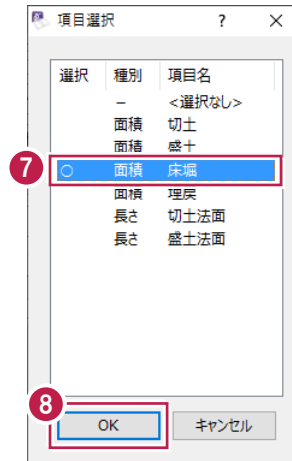 項目選択 ? ×
選択 種別 項目名
– <選択なし>
面積 切土
面積 盛土
7 ○ 面積 床堀
面積 埋戻
長さ 切土法面
長さ 盛土法面
8
OK キャンセル